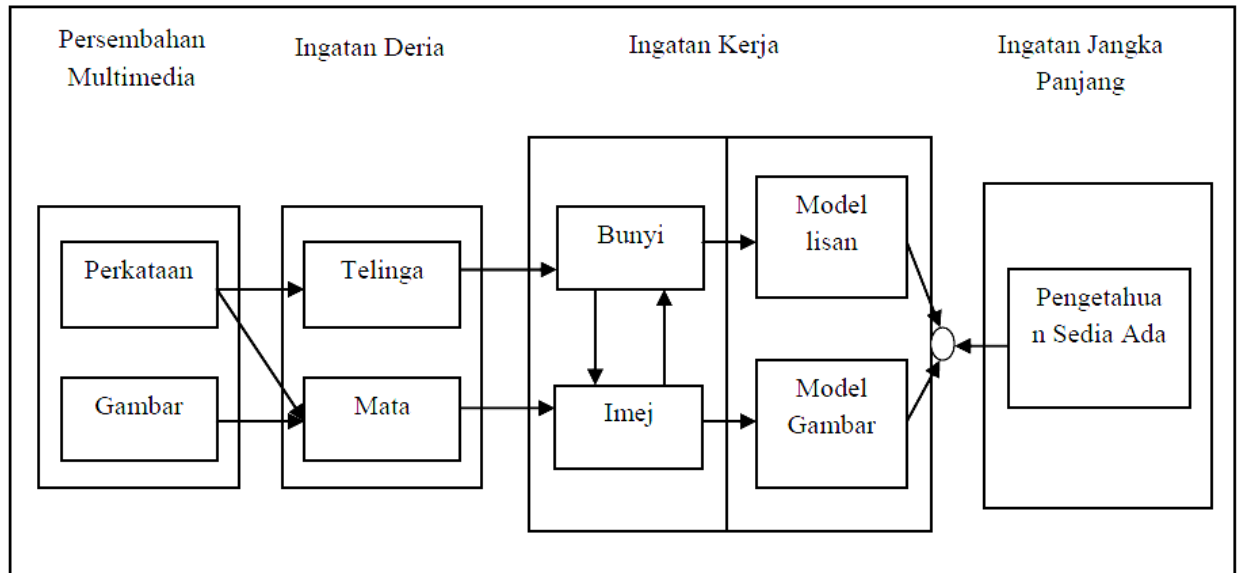 Persembahan
Multimedia
Ingatan Deria
Ingatan Kerja
Ingatan Jangka
Panjang
Perkataan
Gambar
Telinga
Mata
Bunyi
Imej
Model
lisan
Model
Gambar
Pengetahua
n Sedia Ada